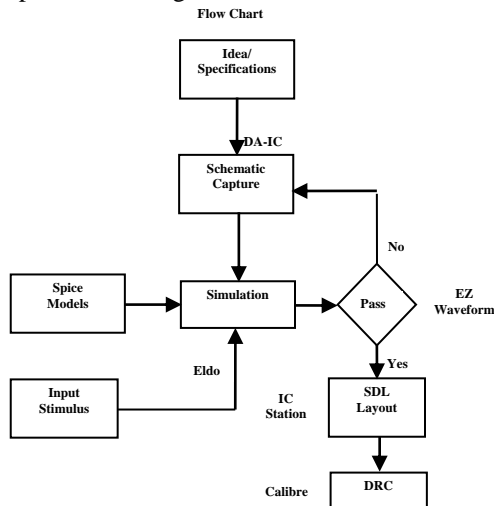 Flow Chart
Idea/
Specifications
DA-IC
Schematic
Capture
No
Spice
Models
Simulation
Pass
EZ
Waveform
Eldo
Yes
Input
Stimulus
IC
Station
SDL
Layout
Calibre
DRC